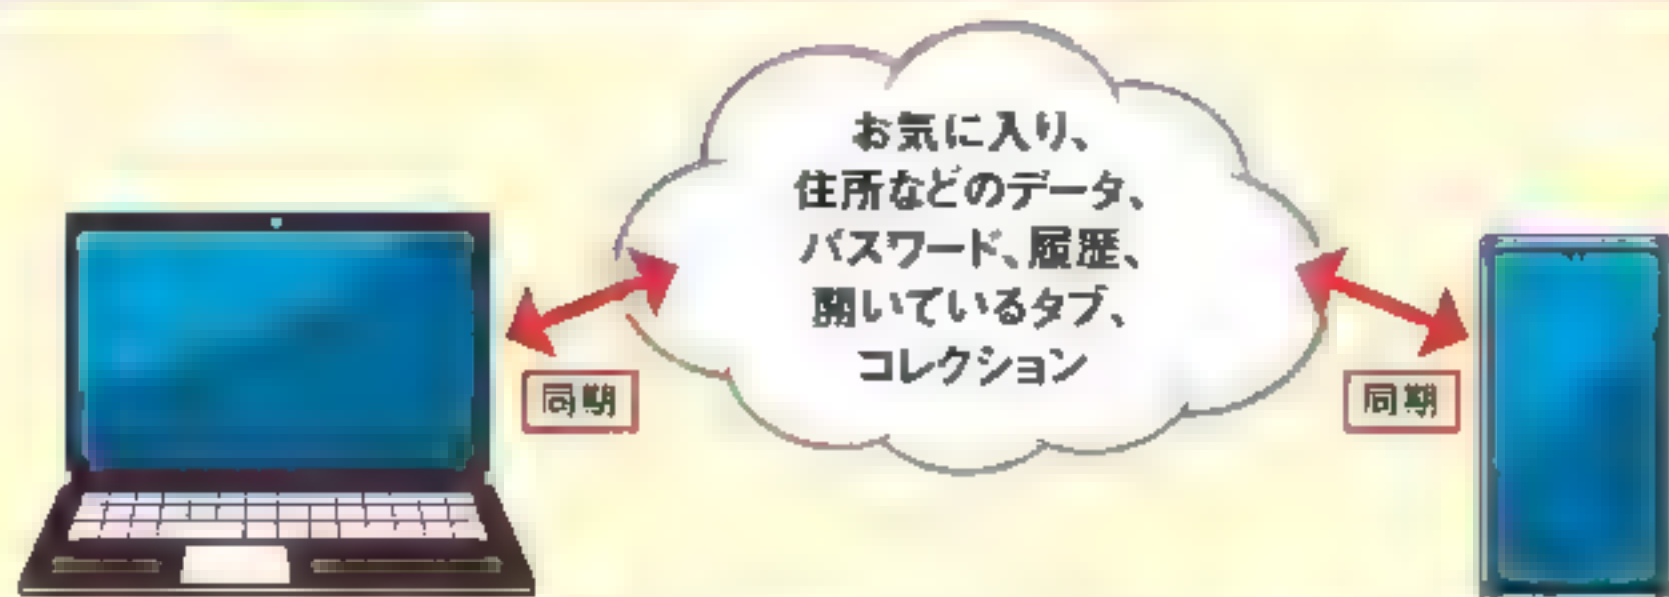 お気に入り、
住所などのデータ、
パスワード、履歴、
開いているタブ、
コレクション
同期
同期